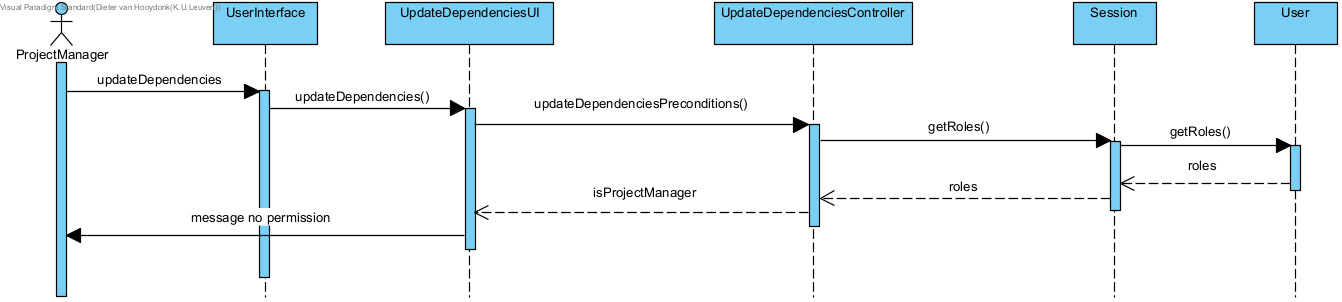 Visual Paradigm Standard(Dieter van Hooydonk(K.U.Leuven))
UserInterface
UpdateDependenciesUI
UpdateDependenciesController
Session
User
ProjectManager
updateDependencies
updateDependencies()
updateDependenciesPreconditions()
getRoles()
getRoles()
roles
roles
isProjectManager
message no permission